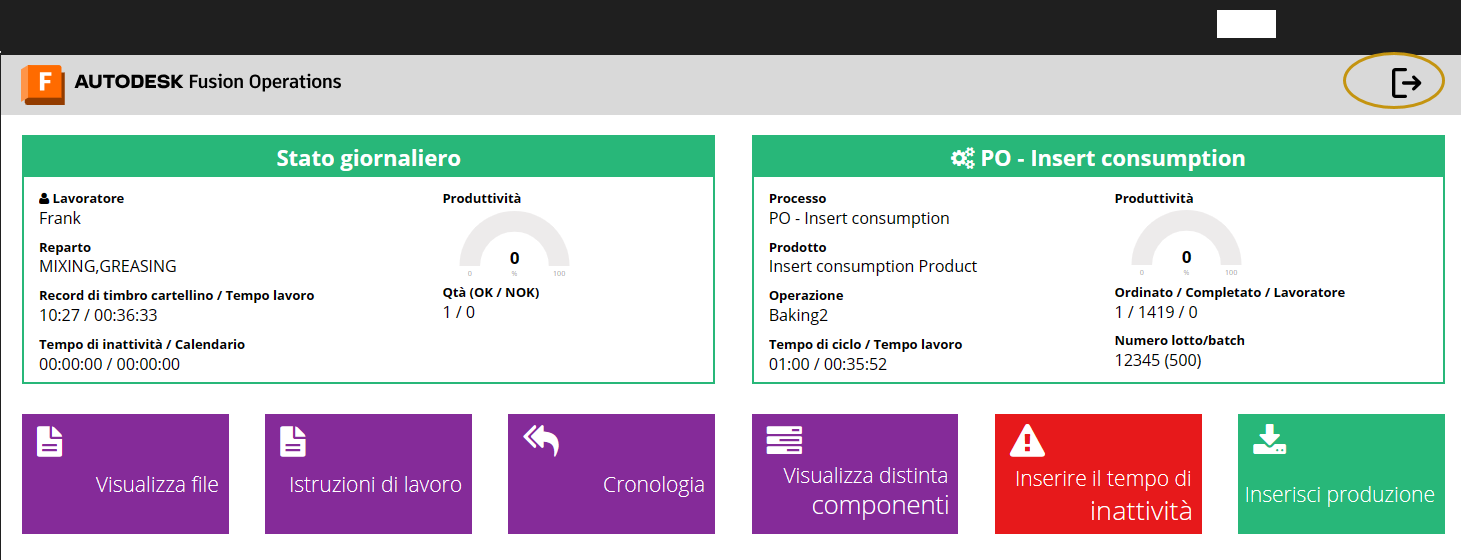 F AUTODESK Fusion Operations
Stato giornaliero
Lavoratore
Frank
Reparto
MIXING,GREASING
Record di timbro cartellino / Tempo lavoro
10:27 / 00:36:33
Tempo di inattività / Calendario
00:00:00 / 00:00:00
Produttività
0
0 % 100
Qtà (OK / NOK)
1 / 0
PO - Insert consumption
Processo
PO - Insert consumption
Prodotto
Insert consumption Product
Operazione
Baking2
Tempo di ciclo / Tempo lavoro
01:00 / 00:35:52
Produttività
0
0 % 100
Ordinato / Completato / Lavoratore
1 / 1419 / 0
Numero lotto/batch
12345 (500)
Visualizza file
Istruzioni di lavoro
Cronologia
Visualizza distinta
componenti
Inserire il tempo di
inattività
Inserisci produzione